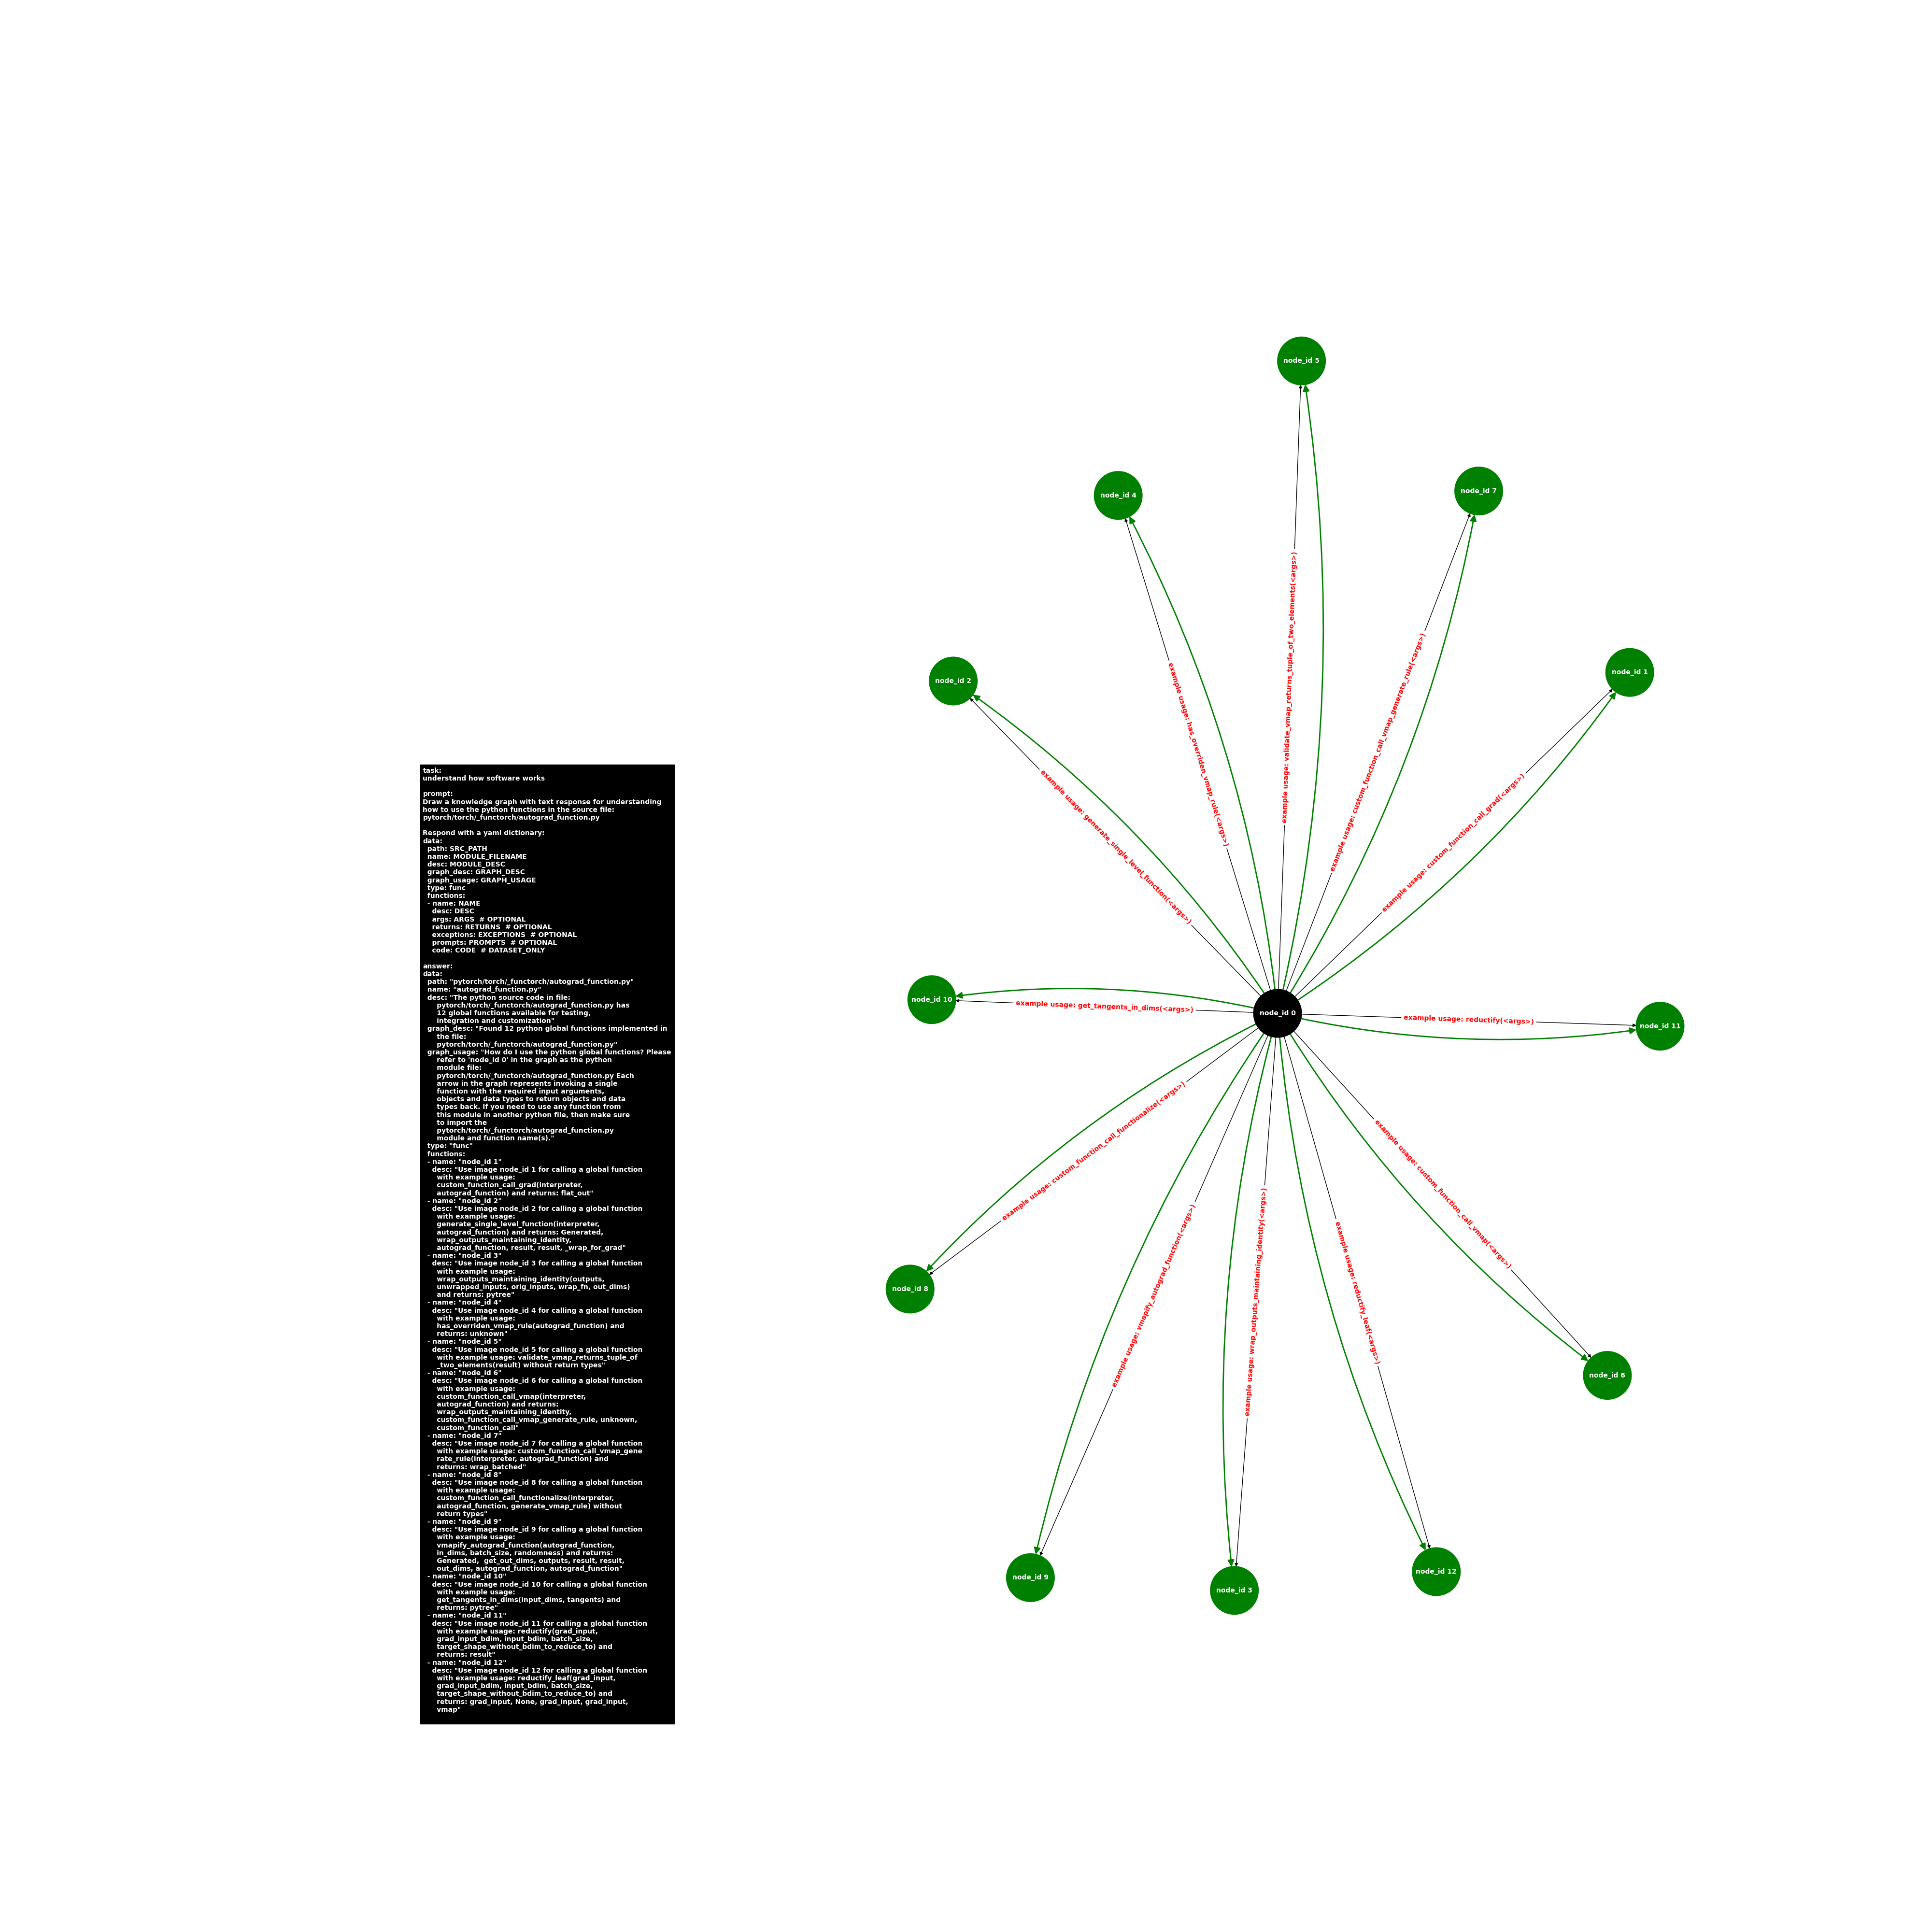 task:
understand how software works

prompt:
Draw a knowledge graph with text response for understanding
how to use the python functions in the source file:
pytorch/torch/_functorch/autograd_function.py

Respond with a yaml dictionary:
data:
  path: SRC_PATH
  name: MODULE_FILENAME
  desc: MODULE_DESC
  graph_desc: GRAPH_DESC
  graph_usage: GRAPH_USAGE
  type: func
  functions:
  - name: NAME
    desc: DESC
    args: ARGS  # OPTIONAL
    returns: RETURNS  # OPTIONAL
    exceptions: EXCEPTIONS  # OPTIONAL
    prompts: PROMPTS  # OPTIONAL
    code: CODE  # DATASET_ONLY

answer:
data:
  path: "pytorch/torch/_functorch/autograd_function.py"
  name: "autograd_function.py"
  desc: "The python source code in file:
      pytorch/torch/_functorch/autograd_function.py has
      12 global functions available for testing,
      integration and customization"
  graph_desc: "Found 12 python global functions implemented in
      the file:
      pytorch/torch/_functorch/autograd_function.py"
  graph_usage: "How do I use the python global functions? Please
      refer to 'node_id 0' in the graph as the python
      module file:
      pytorch/torch/_functorch/autograd_function.py Each
      arrow in the graph represents invoking a single
      function with the required input arguments,
      objects and data types to return objects and data
      types back. If you need to use any function from
      this module in another python file, then make sure
      to import the
      pytorch/torch/_functorch/autograd_function.py
      module and function name(s)."
  type: "func"
  functions:
  - name: "node_id 1"
    desc: "Use image node_id 1 for calling a global function
      with example usage:
      custom_function_call_grad(interpreter,
      autograd_function) and returns: flat_out"
  - name: "node_id 2"
    desc: "Use image node_id 2 for calling a global function
      with example usage:
      generate_single_level_function(interpreter,
      autograd_function) and returns: Generated,
      wrap_outputs_maintaining_identity,
      autograd_function, result, result, _wrap_for_grad"
  - name: "node_id 3"
    desc: "Use image node_id 3 for calling a global function
      with example usage:
      wrap_outputs_maintaining_identity(outputs,
      unwrapped_inputs, orig_inputs, wrap_fn, out_dims)
      and returns: pytree"
  - name: "node_id 4"
    desc: "Use image node_id 4 for calling a global function
      with example usage:
      has_overriden_vmap_rule(autograd_function) and
      returns: unknown"
  - name: "node_id 5"
    desc: "Use image node_id 5 for calling a global function
      with example usage: validate_vmap_returns_tuple_of
      _two_elements(result) without return types"
  - name: "node_id 6"
    desc: "Use image node_id 6 for calling a global function
      with example usage:
      custom_function_call_vmap(interpreter,
      autograd_function) and returns:
      wrap_outputs_maintaining_identity,
      custom_function_call_vmap_generate_rule, unknown,
      custom_function_call"
  - name: "node_id 7"
    desc: "Use image node_id 7 for calling a global function
      with example usage: custom_function_call_vmap_gene
      rate_rule(interpreter, autograd_function) and
      returns: wrap_batched"
  - name: "node_id 8"
    desc: "Use image node_id 8 for calling a global function
      with example usage:
      custom_function_call_functionalize(interpreter,
      autograd_function, generate_vmap_rule) without
      return types"
  - name: "node_id 9"
    desc: "Use image node_id 9 for calling a global function
      with example usage:
      vmapify_autograd_function(autograd_function,
      in_dims, batch_size, randomness) and returns:
      Generated,  get_out_dims, outputs, result, result,
      out_dims, autograd_function, autograd_function"
  - name: "node_id 10"
    desc: "Use image node_id 10 for calling a global function
      with example usage:
      get_tangents_in_dims(input_dims, tangents) and
      returns: pytree"
  - name: "node_id 11"
    desc: "Use image node_id 11 for calling a global function
      with example usage: reductify(grad_input,
      grad_input_bdim, input_bdim, batch_size,
      target_shape_without_bdim_to_reduce_to) and
      returns: result"
  - name: "node_id 12"
    desc: "Use image node_id 12 for calling a global function
      with example usage: reductify_leaf(grad_input,
      grad_input_bdim, input_bdim, batch_size,
      target_shape_without_bdim_to_reduce_to) and
      returns: grad_input, None, grad_input, grad_input,
      vmap"
node_id 5
node_id 7
node_id 4
node_id 1
node_id 2
example usage: validate_vmap_returns_tuple_of_two_elements(<args>)
example usage: custom_function_call_vmap_generate_rule(<args>)
example usage: has_overriden_vmap_rule(<args>)
example usage: custom_function_call_grad(<args>)
example usage: generate_single_level_function(<args>)
node_id 10
example usage: get_tangents_in_dims(<args>)
node_id 0
example usage: reductify(<args>)
node_id 11
example usage: custom_function_call_functionalize(<args>)
example usage: custom_function_call_vmap(<args>)
example usage: vmapify_autograd_function(<args>)
example usage: wrap_outputs_maintaining_identity(<args>)
example usage: reductify_leaf(<args>)
node_id 8
node_id 6
node_id 9
node_id 3
node_id 12